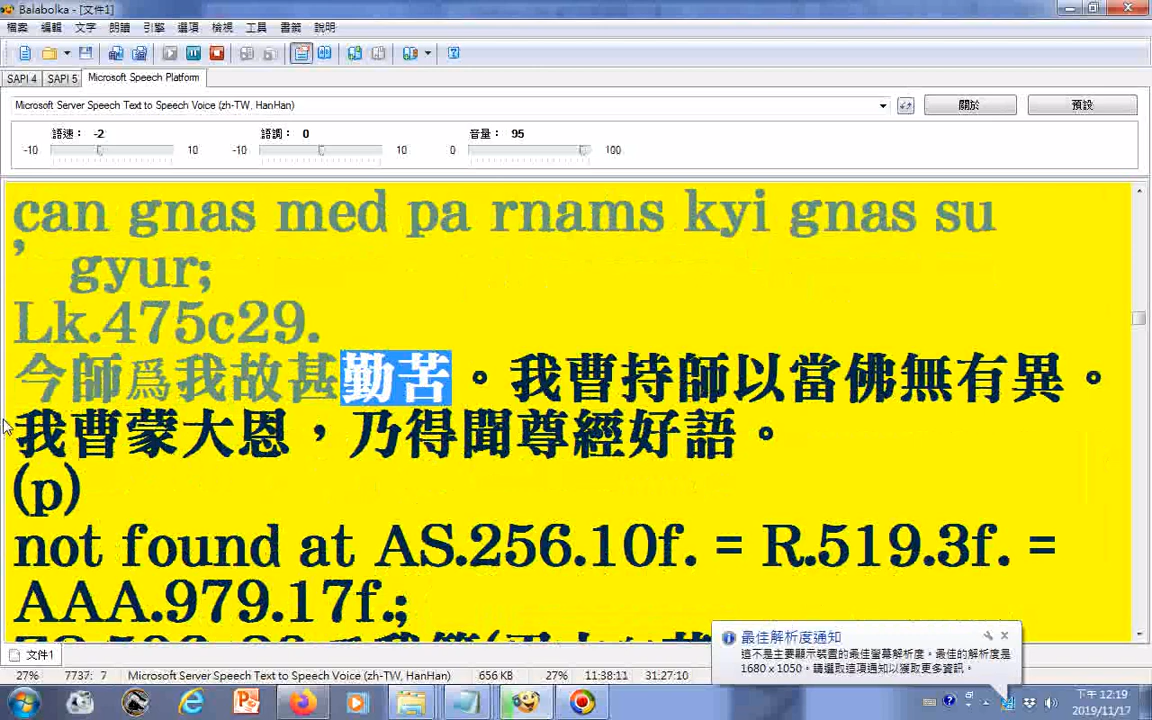 Balabolka - [文件1]
檔案 編輯 文字 朗讀 引擎 選項 檢視 工具 書籤 說明
SAPI 4 SAPI 5 Microsoft Speech Platform
Microsoft Server Speech Text to Speech Voice (zh-TW, HanHan)
關於 預設
語速： -2 語調： 0 音量： 95
-10 10 -10 10 0 100
can gnas med pa rnams kyi gnas su
’ gyur;
Lk.475c29.
今師爲我故甚勤苦。我曹持師以當佛無有異。
我曹蒙大恩，乃得聞尊經好語。
(p)
not found at AS.256.10f. = R.519.3f. =
AAA.979.17f.;
最佳解析度通知
這不是主要顯示裝置的最佳螢幕解析度。最佳的解析度是
1680 x 1050。請選取這項通知以獲取更多資訊。
文件1
27% 7737: 7 Microsoft Server Speech Text to Speech Voice (zh-TW, HanHan) 656 KB 27% 11:38:11 31:27:10
下午 12:19
2019/11/17